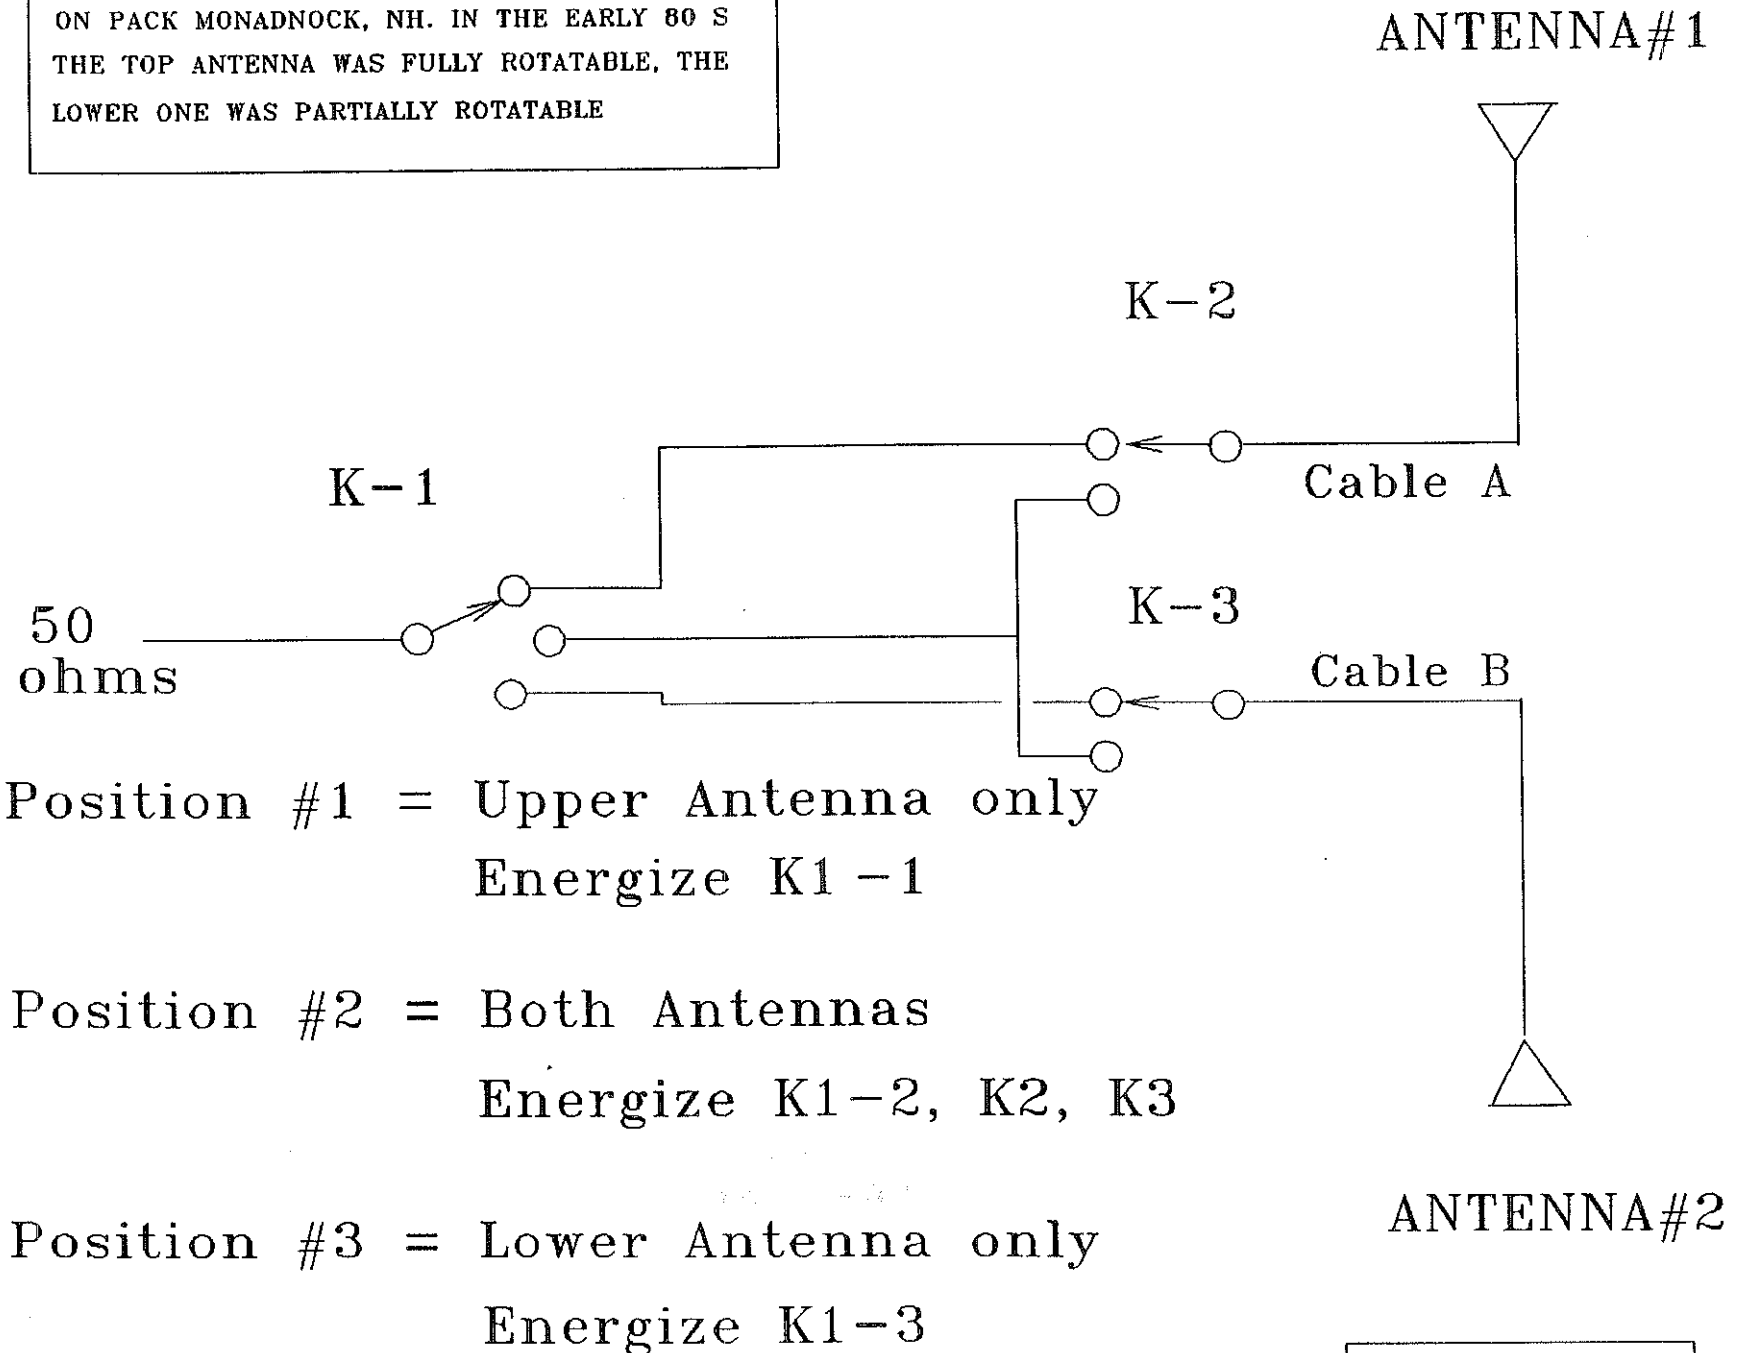 ON PACK MONADNOCK, NH. IN THE EARLY 80 S
THE TOP ANTENNA WAS FULLY ROTATABLE, THE
LOWER ONE WAS PARTIALLY ROTATABLE
ANTENNA#1
K-2
K-1
Cable A
50
ohms
K-3
Cable B
Position #1 = Upper Antenna only
Energize K1-1
Position #2 = Both Antennas
Energize K1-2, K2, K3
ANTENNA#2
Position #3 = Lower Antenna only
Energize K1-3